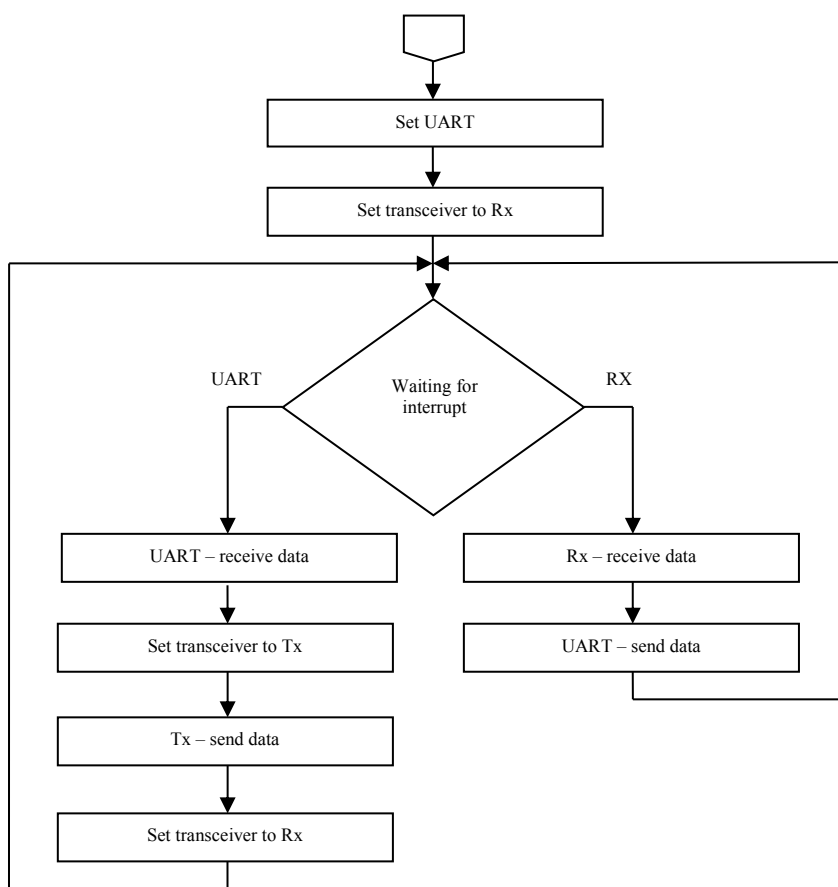 Set UART
Set transceiver to Rx
UART
Waiting for
interrupt
RX
UART – receive data
Rx – receive data
Set transceiver to Tx
UART – send data
Tx – send data
Set transceiver to Rx